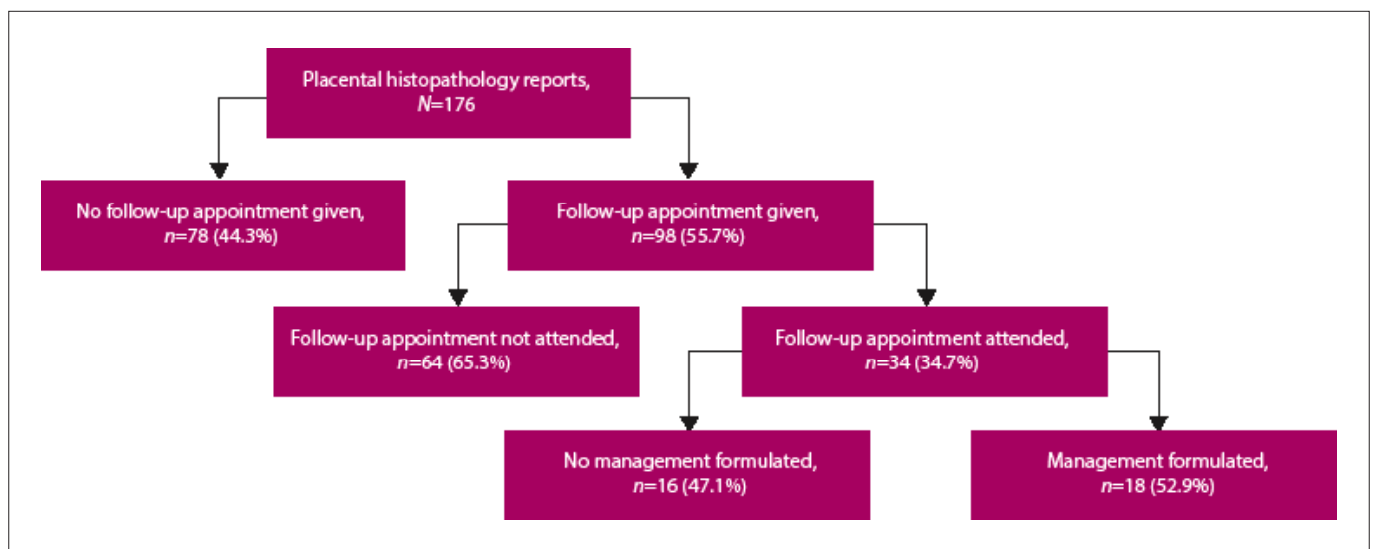 Placental histopathology reports,
N=176
No follow-up appointment given,
n=78 (44.3%)
Follow-up appointment given,
n=98 (55.7%)
Follow-up appointment not attended,
n=64 (65.3%)
Follow-up appointment attended,
n=34 (34.7%)
No management formulated,
n=16 (47.1%)
Management formulated,
n=18 (52.9%)